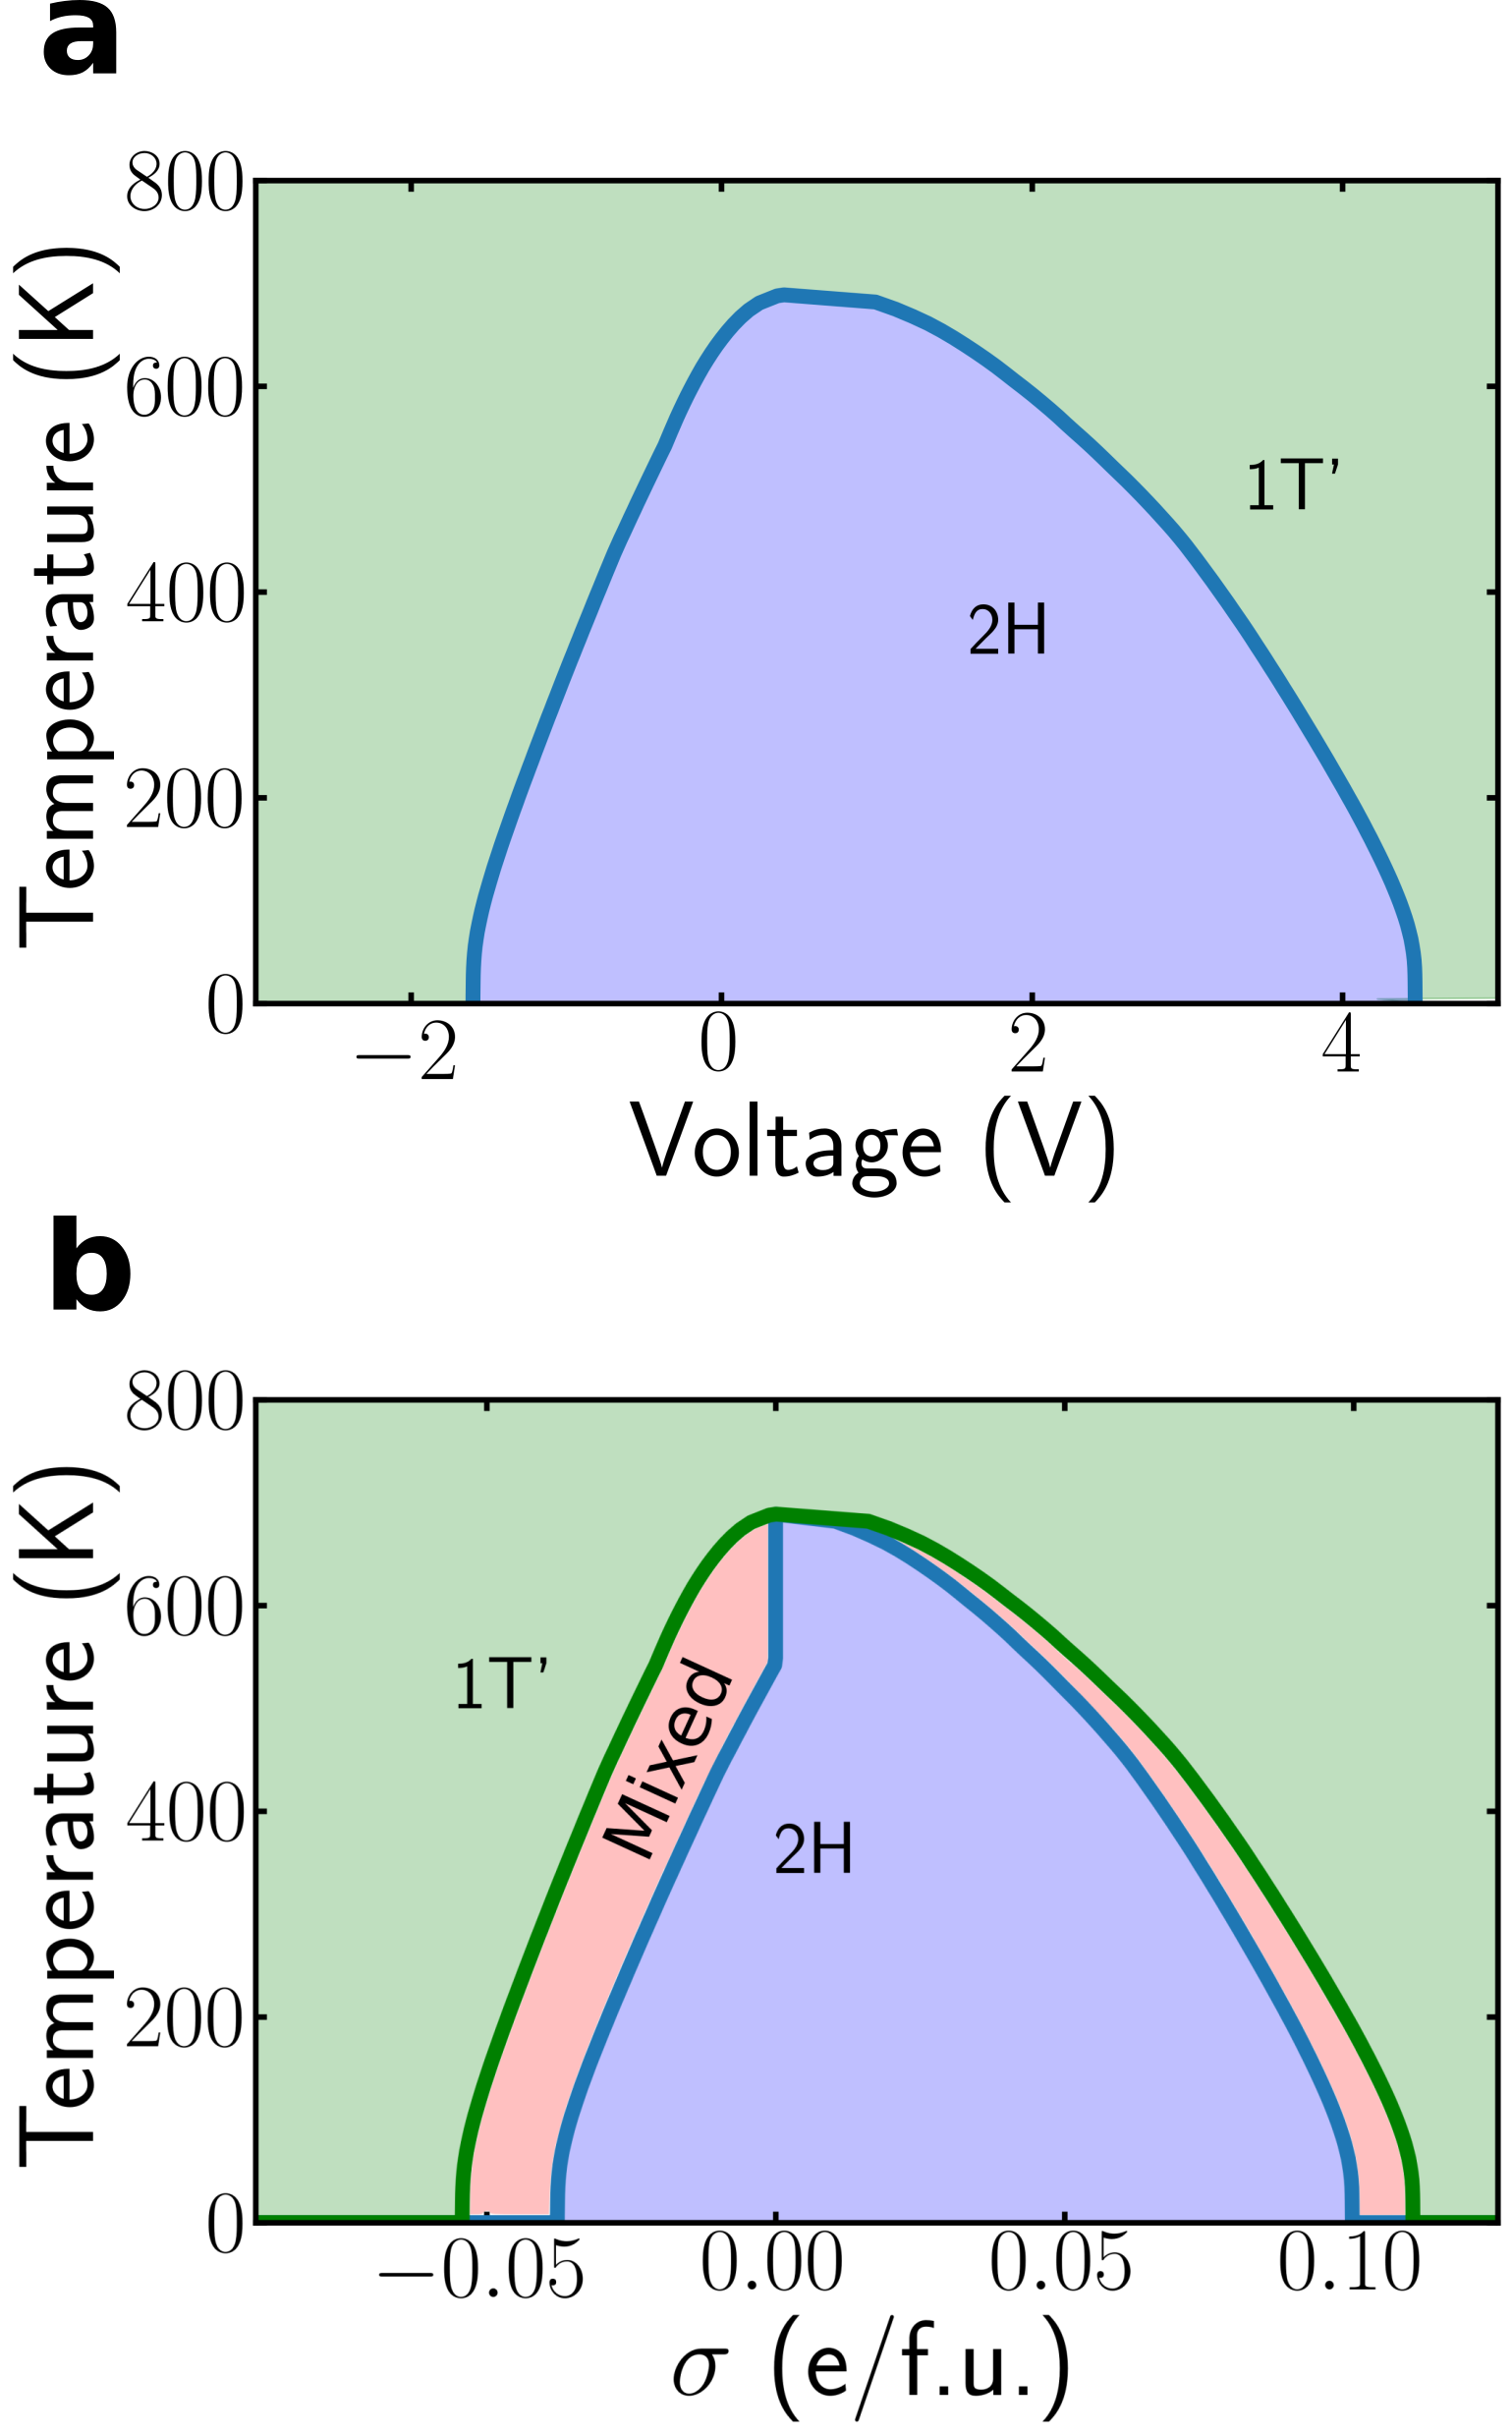 a
800
600
400
200
0
Temperature (K)
1T'
2H
−2 0 2 4
Voltage (V)
b
800
600
400
200
0
Temperature (K)
1T'
Mixed
2H
−0.05 0.00 0.05 0.10
σ (e/f.u.)